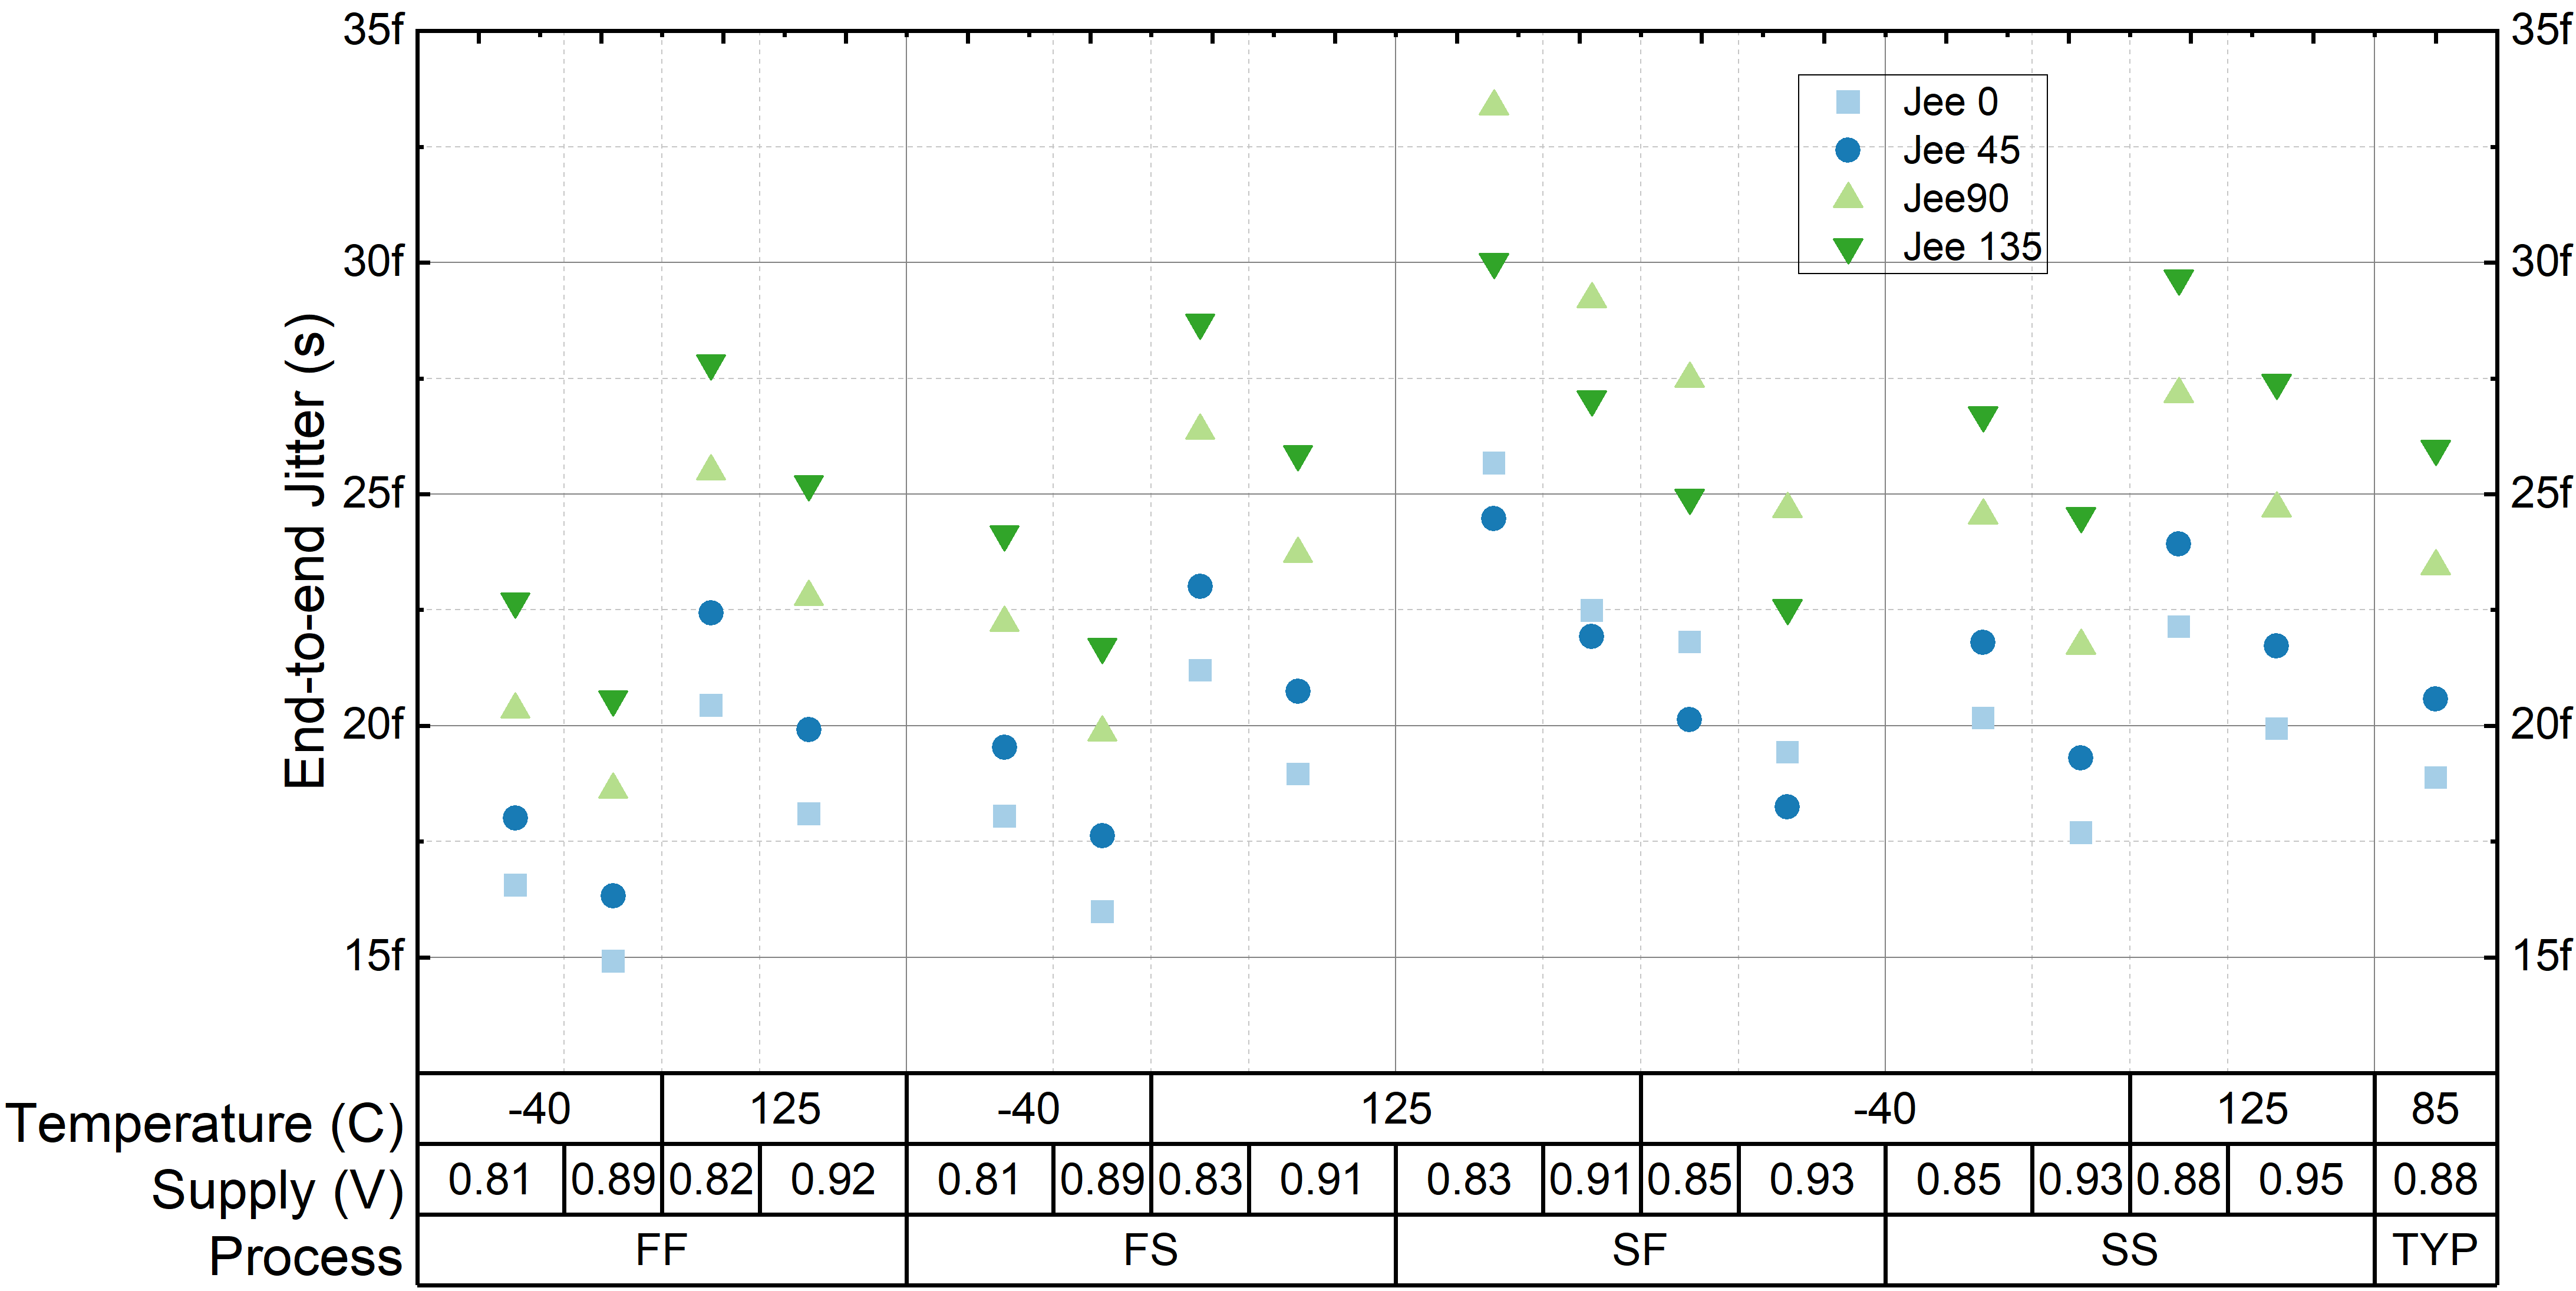 35f
35f
Jee 0
Jee 45
Jee90
Jee 135
30f
30f
End-to-end Jitter (s)
25f
25f
20f
20f
15f
15f
Temperature (C) -40 125 -40 125 -40 125 85
Supply (V) 0.81 0.89 0.82 0.92 0.81 0.89 0.83 0.91 0.83 0.91 0.85 0.93 0.85 0.93 0.88 0.95 0.88
Process FF FS SF SS TYP